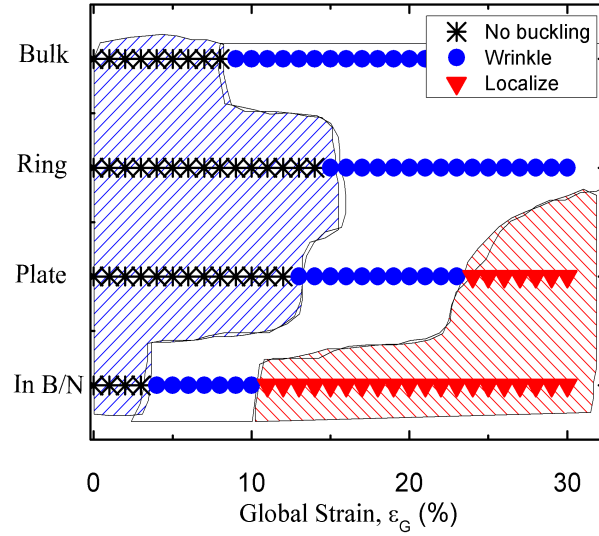 Bulk
No buckling
Wrinkle
Localize
Ring
Plate
In B/N
0 10 20 30
Global Strain, ε_G (%)